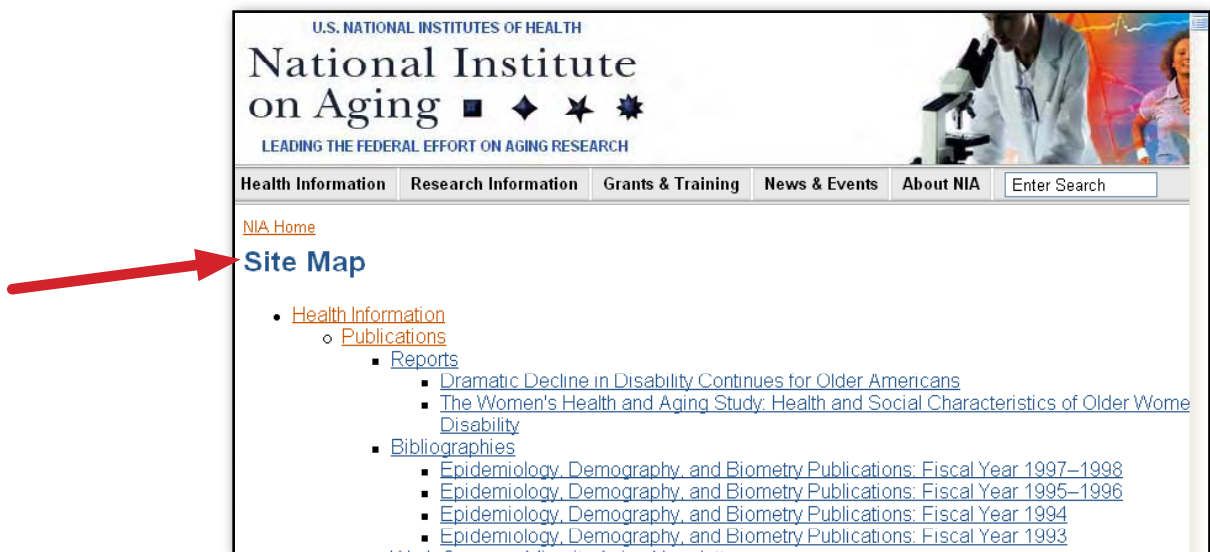 U.S. NATIONAL INSTITUTES OF HEALTH
National Institute
on Aging
LEADING THE FEDERAL EFFORT ON AGING RESEARCH
Health Information Research Information Grants & Training News & Events About NIA Enter Search
NIA Home
Site Map
Health Information
Publications
Reports
Dramatic Decline in Disability Continues for Older Americans
The Women's Health and Aging Study: Health and Social Characteristics of Older Wome
Disability
Bibliographies
Epidemiology, Demography, and Biometry Publications: Fiscal Year 1997–1998
Epidemiology, Demography, and Biometry Publications: Fiscal Year 1995–1996
Epidemiology, Demography, and Biometry Publications: Fiscal Year 1994
Epidemiology, Demography, and Biometry Publications: Fiscal Year 1993